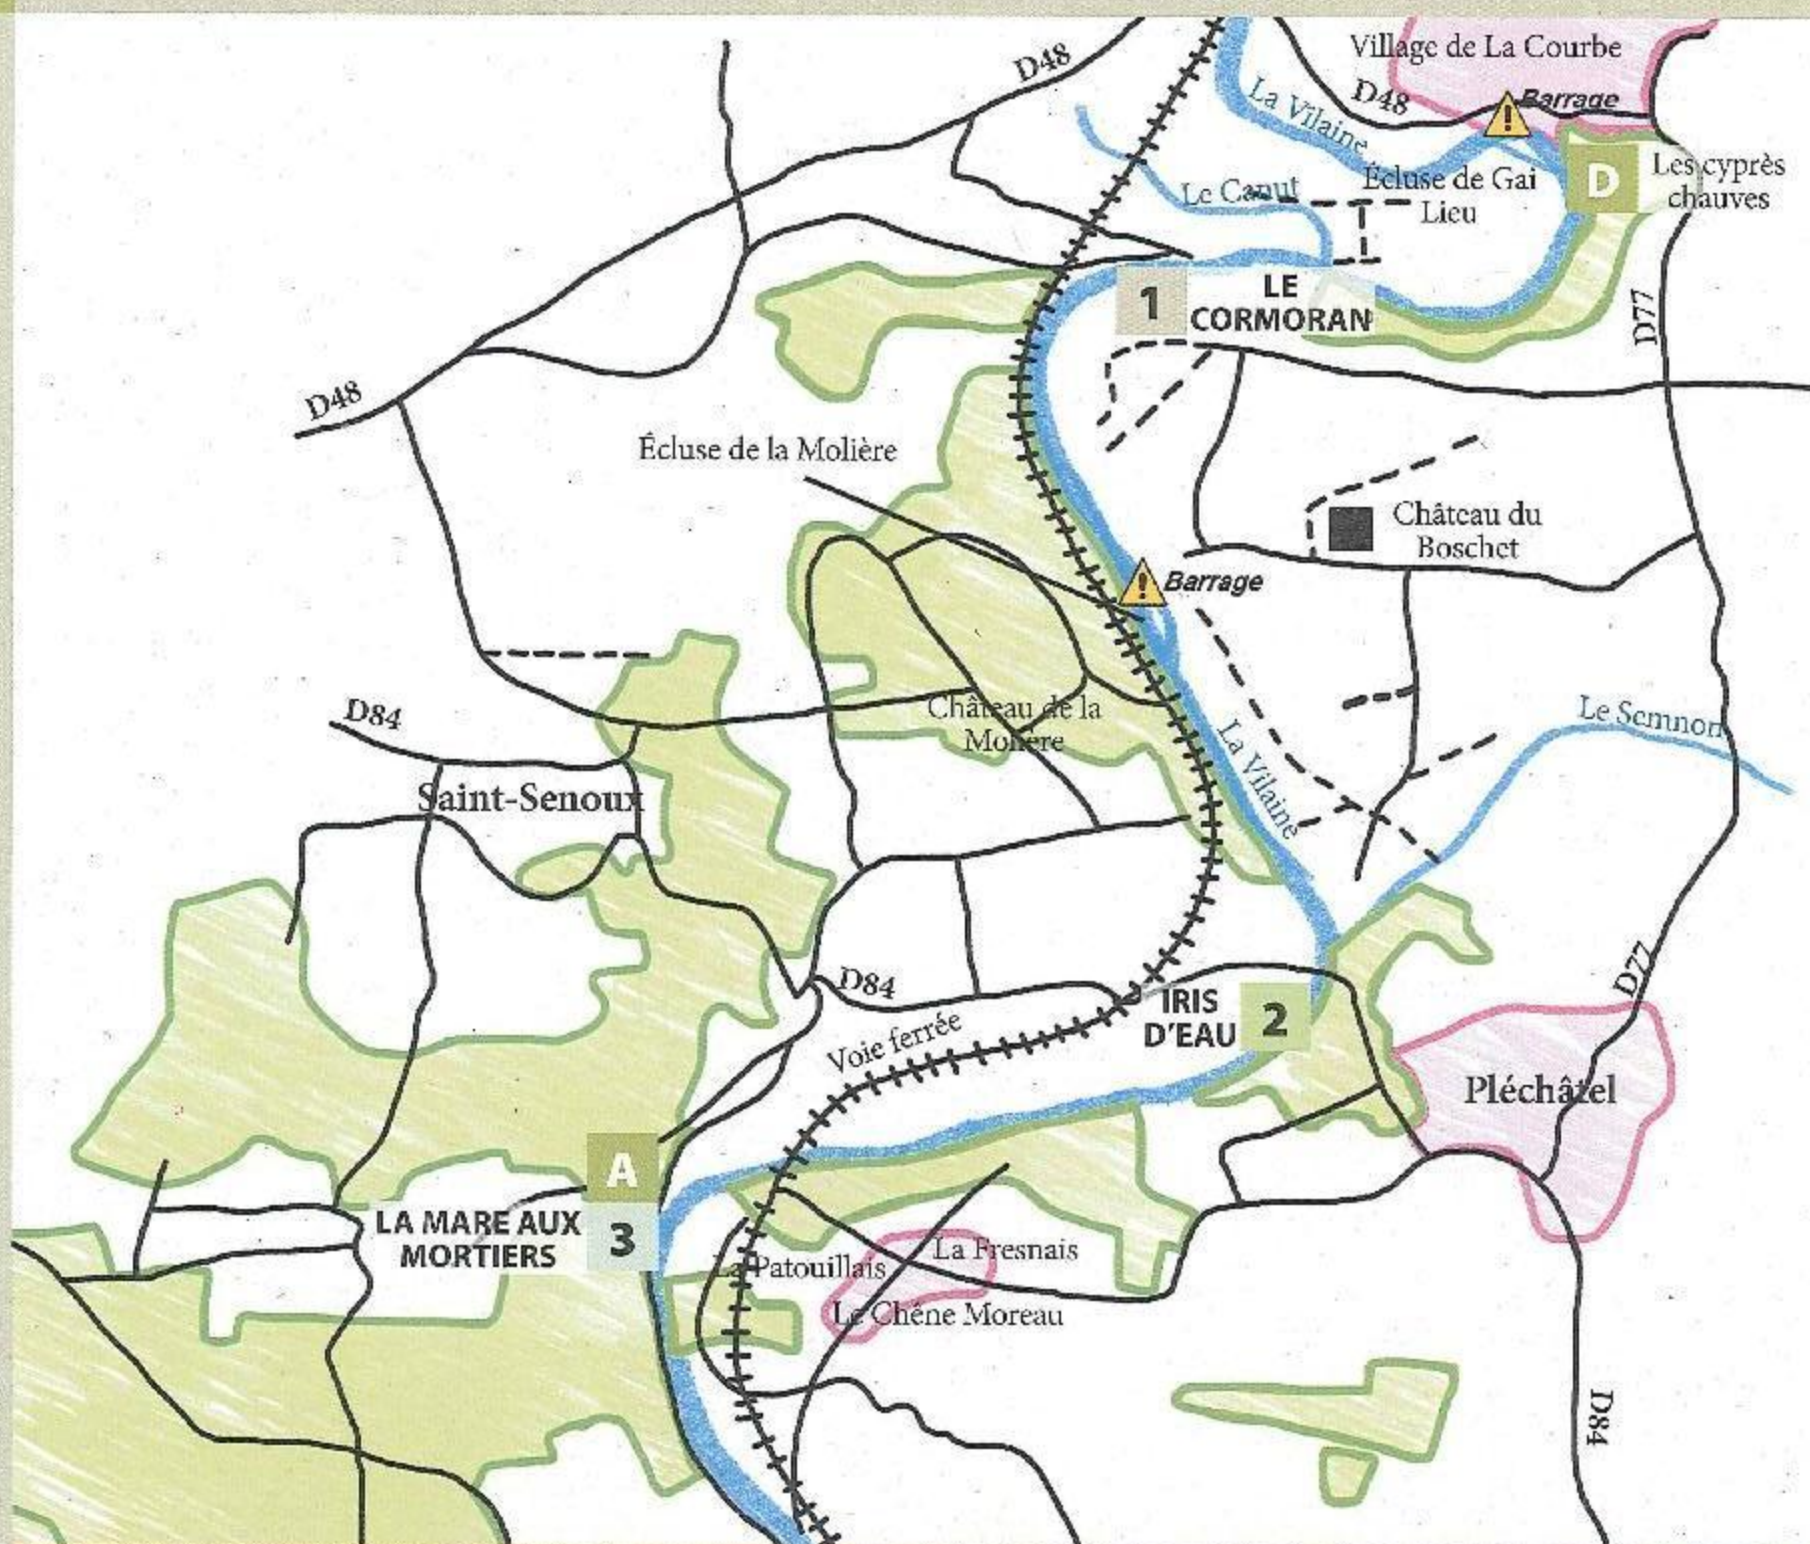 Village de La Courbe
D48
D48
Barrage
La Vilaine
Les cyprès
chauves
D
Le Canut
Écluse de Gai
Lieu
1
LE
CORMORAN
D77
D48
Écluse de la Molière
Château du
Boschet
Barrage
Château de la
Molière
La Vilaine
Le Semnon
D84
Saint-Senoux
D84
D77
IRIS
D'EAU
2
Voie ferrée
Pléchâtel
A
LA MARE AUX
MORTIERS
3
La Patouillais
La Fresnais
Le Chêne Moreau
D84